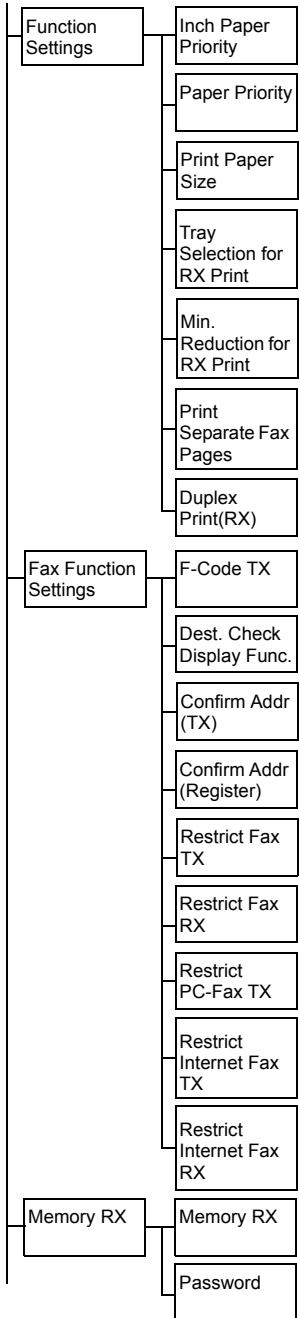 Function
Settings
Inch Paper
Priority
Paper Priority
Print Paper
Size
Tray
Selection for
RX Print
Min.
Reduction for
RX Print
Print
Separate Fax
Pages
Duplex
Print(RX)
Fax Function
Settings
F-Code TX
Dest. Check
Display Func.
Confirm Addr
(TX)
Confirm Addr
(Register)
Restrict Fax
TX
Restrict Fax
RX
Restrict
PC-Fax TX
Restrict
Internet Fax
TX
Restrict
Internet Fax
RX
Memory RX
Memory RX
Password